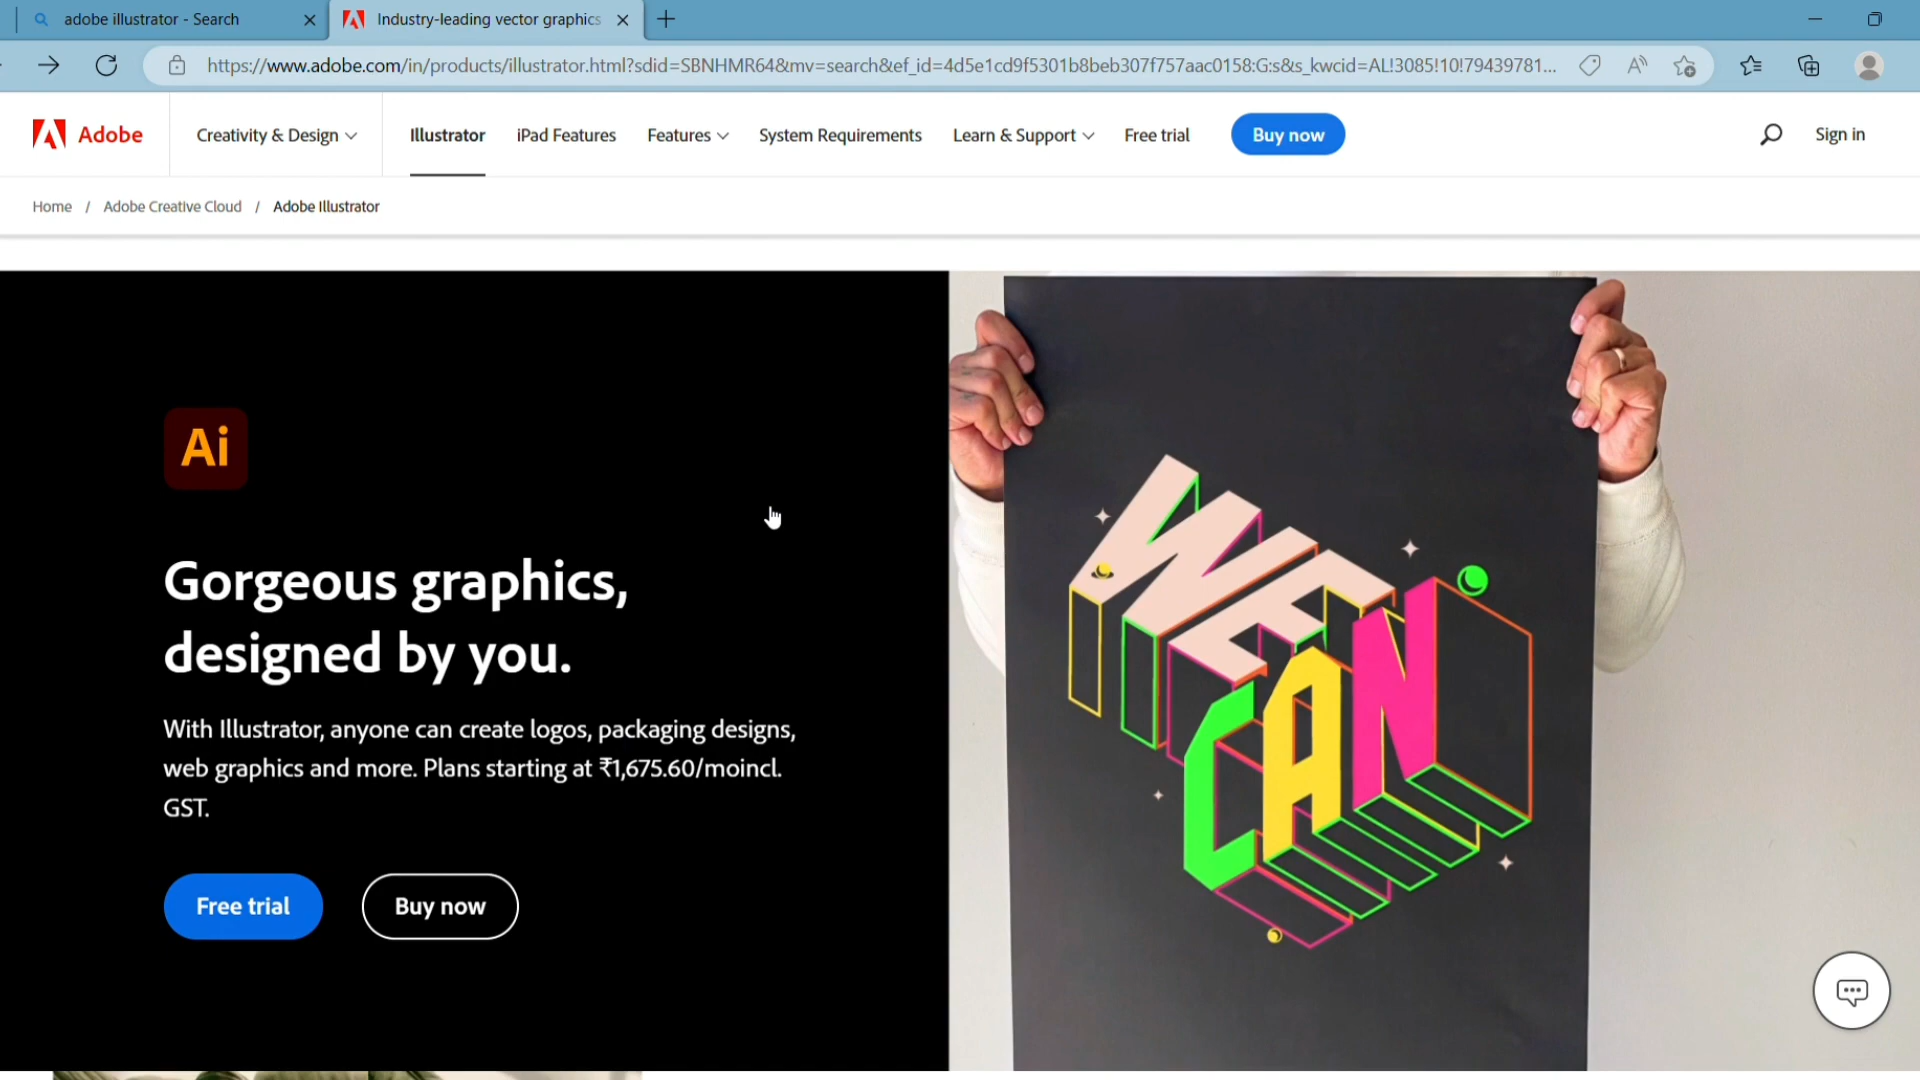 adobe illustrator - Search
Industry-leading vector graphics
https://www.adobe.com/in/products/illustrator.html?sdid=SBNHMR64&mv=search&ef_id=4d5e1cd9f5301b8beb307f757aac0158:G:s&s_kwcid=AL!3085!10!79439781...
Adobe
Creativity & Design
Illustrator
iPad Features
Features
System Requirements
Learn & Support
Free trial
Buy now
Sign in
Home / Adobe Creative Cloud / Adobe Illustrator
Ai
Gorgeous graphics,
designed by you.
With Illustrator, anyone can create logos, packaging designs,
web graphics and more. Plans starting at ₹1,675.60/moincl.
GST.
Free trial
Buy now
WE
CAN